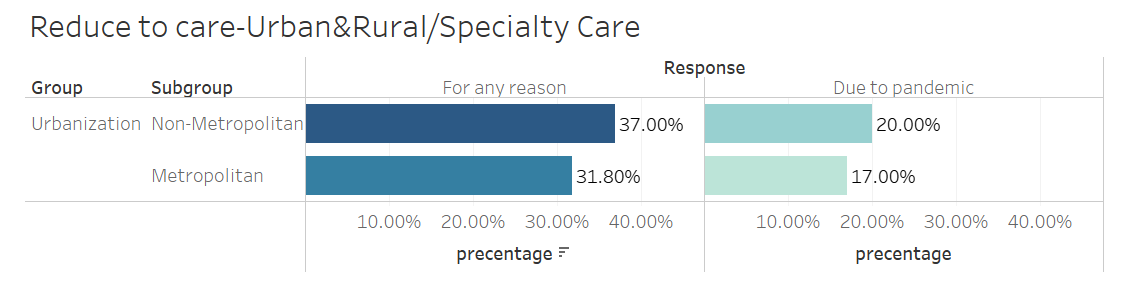 Reduce to care-Urban&Rural/Specialty Care
Response
Group Subgroup For any reason Due to pandemic
Urbanization Non-Metropolitan 37.00% 20.00%
Metropolitan 31.80% 17.00%
10.00% 20.00% 30.00% 40.00% 10.00% 20.00% 30.00% 40.00%
precentage precentage